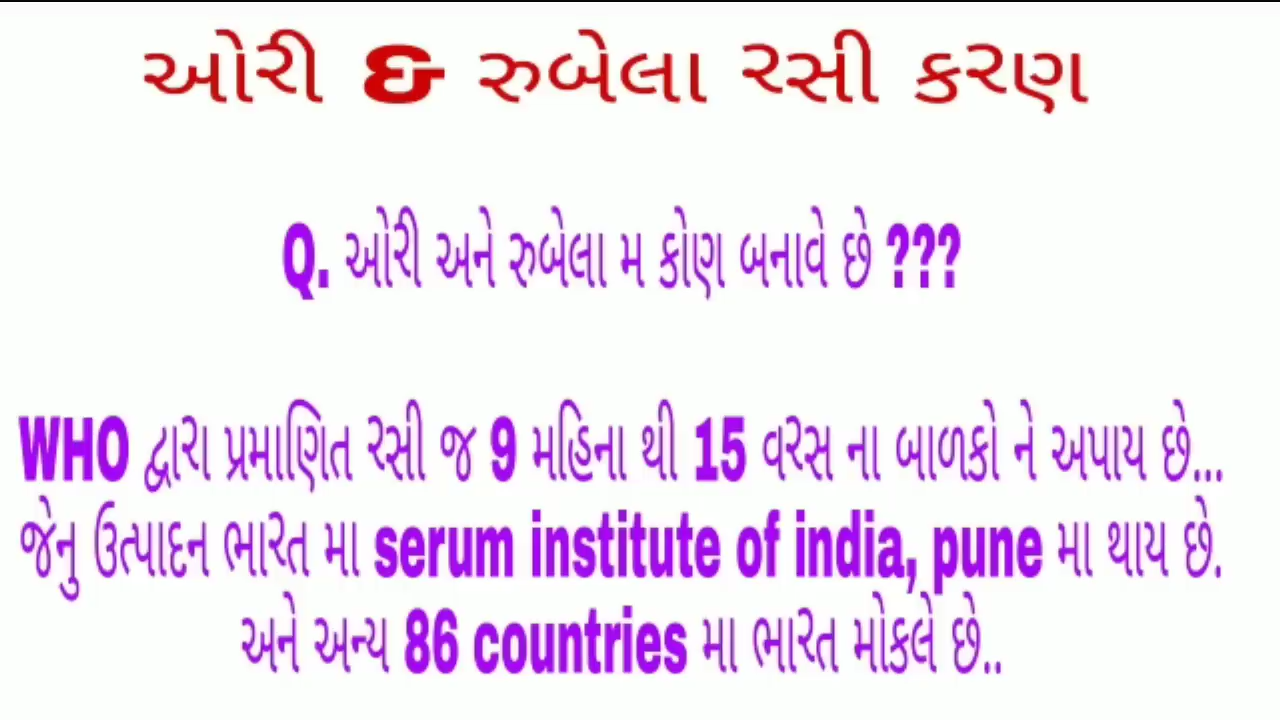 ઓરી & રુબેલા રસી કરણ
Q. ઓરી અને રુબેલા મ કોણ બનાવે છે ???
WHO દ્વારા પ્રમાણિત રસી જ 9 મહિના થી 15 વરસ ના બાળકો ને અપાય છે...
જેનુ ઉત્પાદન ભારત મા serum institute of india, pune મા થાય છે.
અને અન્ય 86 countries મા ભારત મોકલે છે..